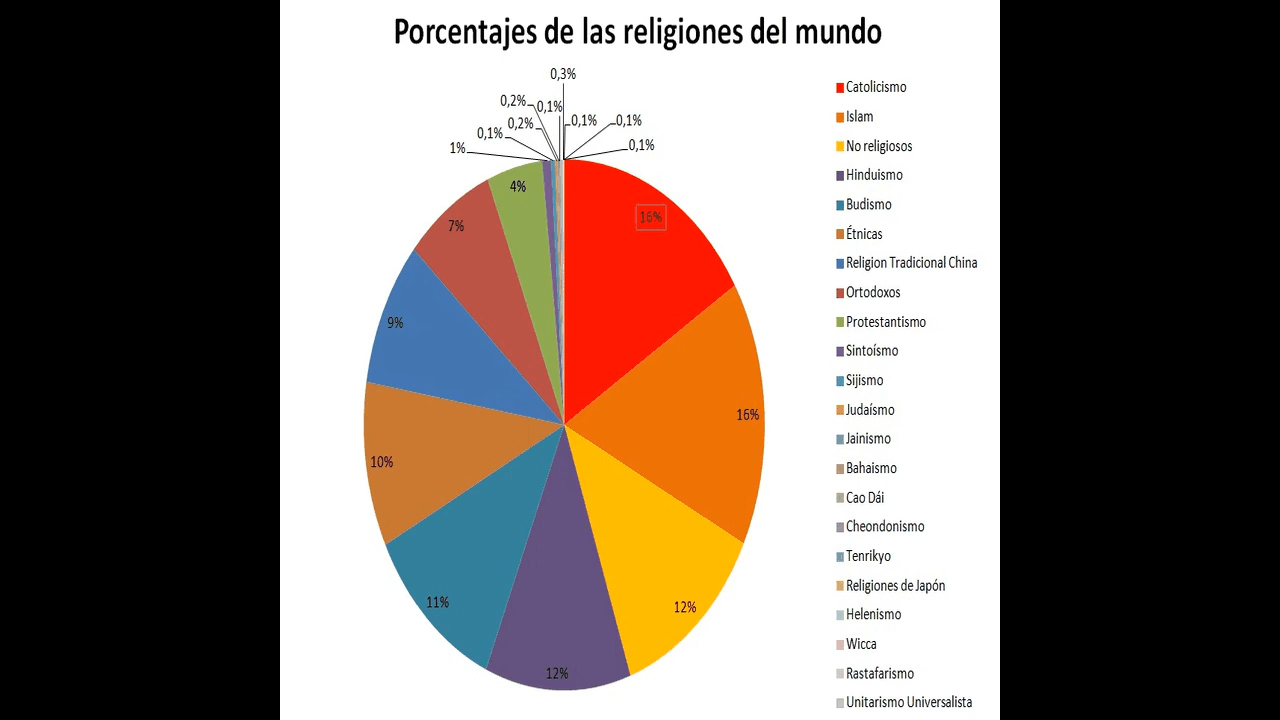 Porcentajes de las religiones del mundo
0,3%
0,2%
0,1%
0,2%
0,1%
0,1%
0,1%
1%
0,1%
4%
16%
7%
9%
16%
10%
11%
12%
12%
Catolicismo
Islam
No religiosos
Hinduismo
Budismo
Étnicas
Religion Tradicional China
Ortodoxos
Protestantismo
Sintoísmo
Sijismo
Judaísmo
Jainismo
Bahaismo
Cao Dái
Cheondonismo
Tenrikyo
Religiones de Japón
Helenismo
Wicca
Rastafarismo
Unitarismo Universalista